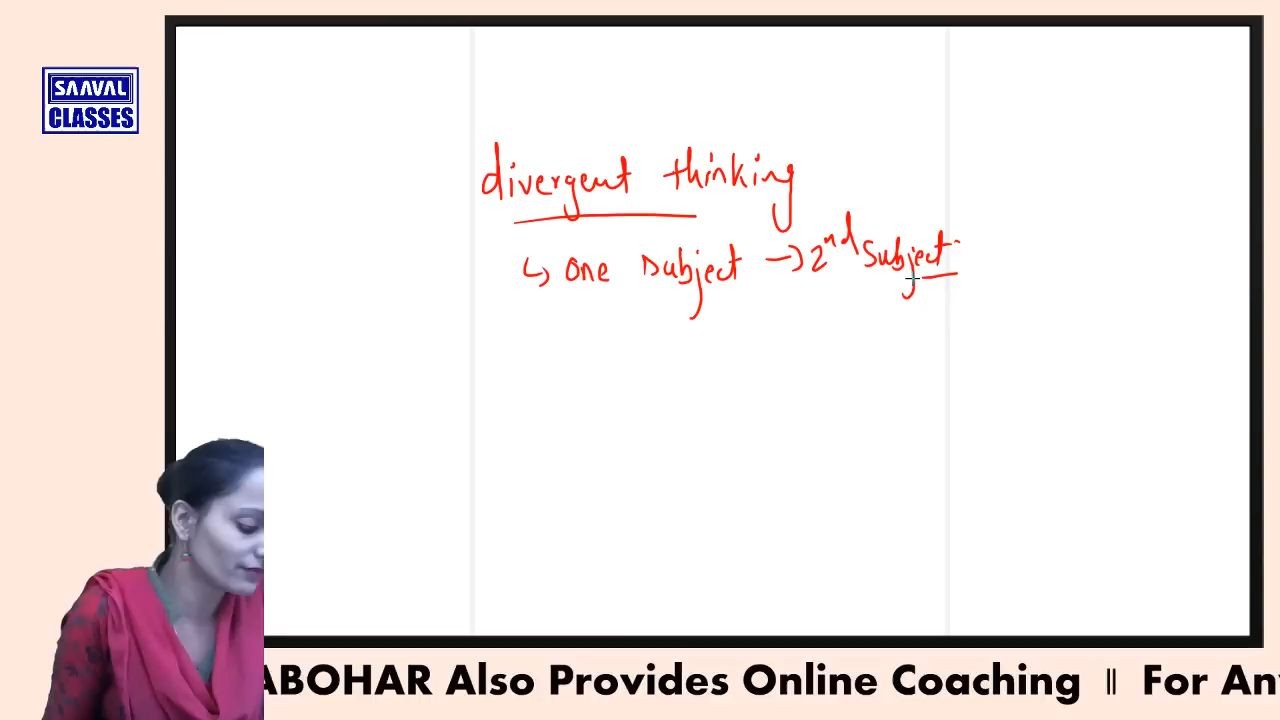 SAAVAL
CLASSES
divergent thinking
↳ One subject → 2nd Subject
ABOHAR Also Provides Online Coaching || For An